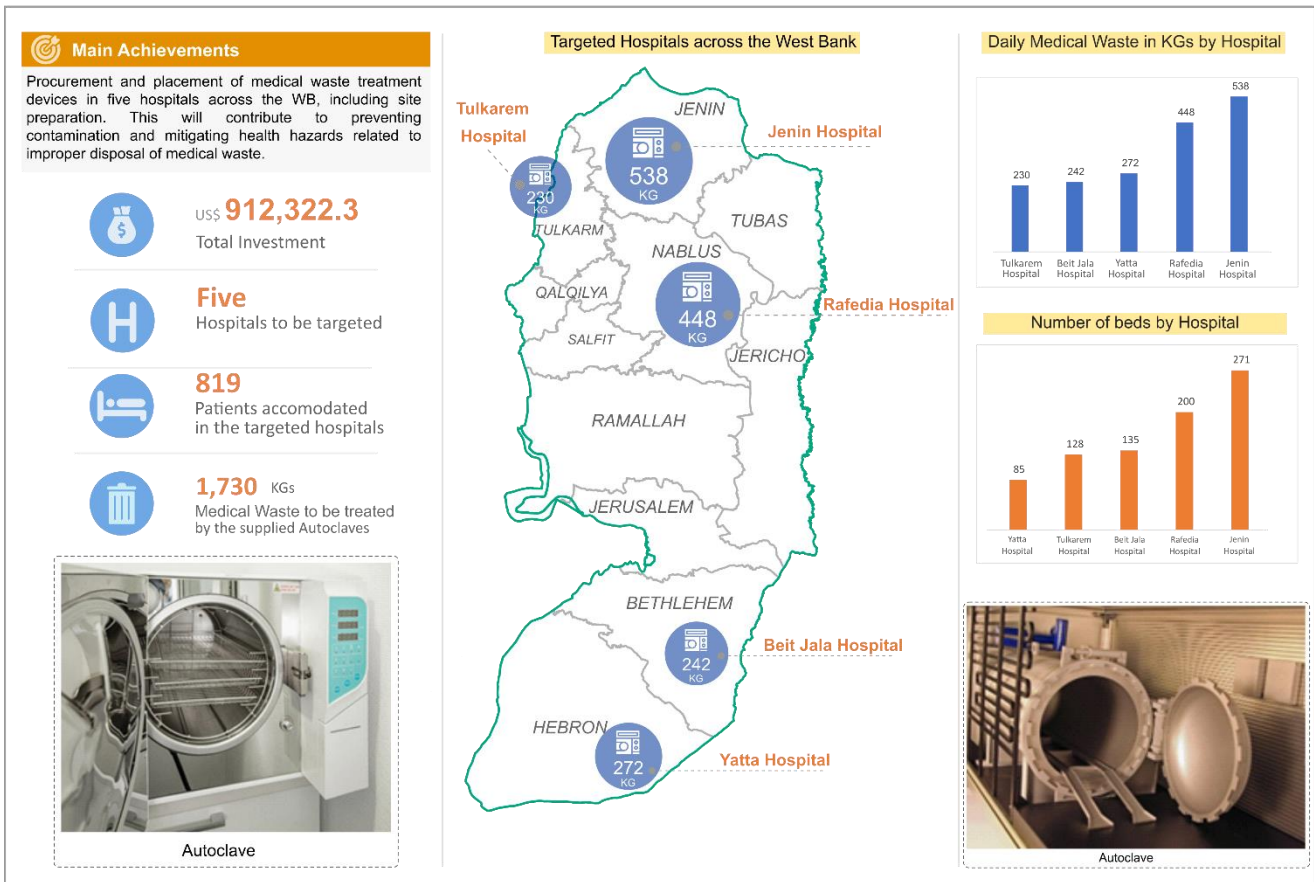 Main Achievements
Procurement and placement of medical waste treatment
devices in five hospitals across the WB, including site
preparation. This will contribute to preventing
contamination and mitigating health hazards related to
improper disposal of medical waste.
US$ 912,322.3
Total Investment
Five
Hospitals to be targeted
819
Patients accomodated
in the targeted hospitals
1,730 KGs
Medical Waste to be treated
by the supplied Autoclaves
Autoclave
Targeted Hospitals across the West Bank
Tulkarem
Hospital
JENIN
Jenin Hospital
538
KG
230
KG
TUBAS
TULKARM
NABLUS
QALQILYA
Rafedia Hospital
448
KG
SALFIT
JERICHO
RAMALLAH
JERUSALEM
BETHLEHEM
Beit Jala Hospital
242
KG
HEBRON
Yatta Hospital
272
KG
Daily Medical Waste in KGs by Hospital
230
242
272
448
538
Tulkarem
Hospital
Beit Jala
Hospital
Yatta
Hospital
Rafedia
Hospital
Jenin
Hospital
Number of beds by Hospital
85
128
135
200
271
Yatta
Hospital
Tulkarem
Hospital
Beit Jala
Hospital
Rafedia
Hospital
Jenin
Hospital
Autoclave